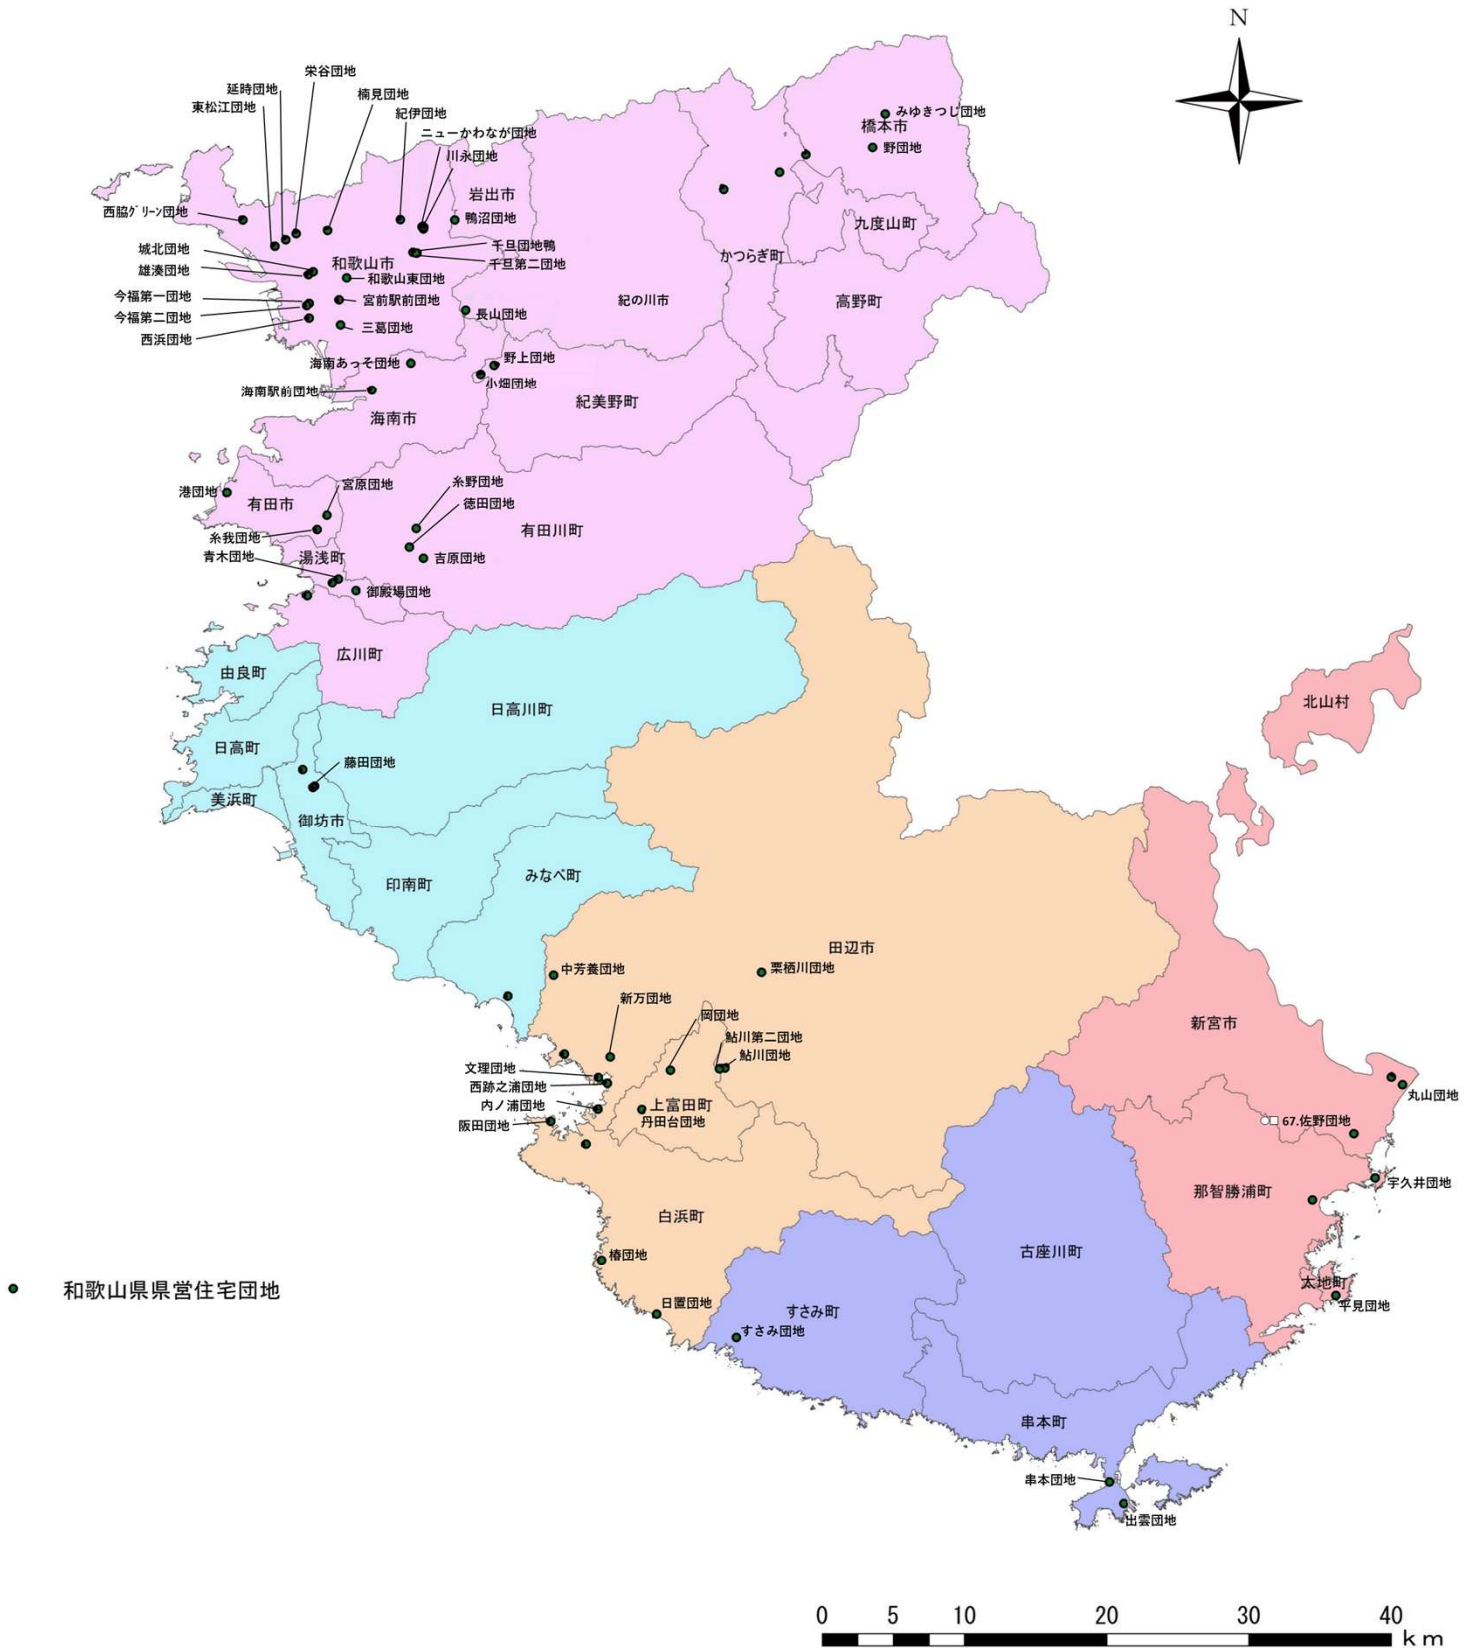 N
栄谷団地
延時団地
楠見団地
東松江団地
紀伊団地
みゆきつじ団地
橋本市
ニューかわなが団地
野団地
川永団地
岩出市
西脇グリーン団地
鴨沼団地
九度山町
城北団地
千旦団地鴨
かつらぎ町
和歌山市
千旦第二団地
雄湊団地
和歌山東団地
今福第一団地
宮前駅前団地
紀の川市
高野町
今福第二団地
長山団地
三葛団地
西浜団地
海南あっそ団地
野上団地
小畑団地
海南駅前団地
紀美野町
海南市
宮原団地
糸野団地
港団地
有田市
徳田団地
有田川町
糸我団地
青木団地
湯浅町
吉原団地
御殿場団地
広川町
由良町
北山村
日高川町
日高町
藤田団地
美浜町
御坊市
印南町
みなべ町
田辺市
中芳養団地
栗栖川団地
新万団地
岡団地
新宮市
鮎川第二団地
鮎川団地
文理団地
西跡之浦団地
丸山団地
内ノ浦団地
上富田町
阪田団地
丹田台団地
○□ 67.佐野団地
宇久井団地
那智勝浦町
白浜町
古座川町
椿団地
太地町
和歌山県県営住宅団地
日置団地
すさみ町
平見団地
すさみ団地
串本町
串本団地
出雲団地
0 5 10 20 30 40
km